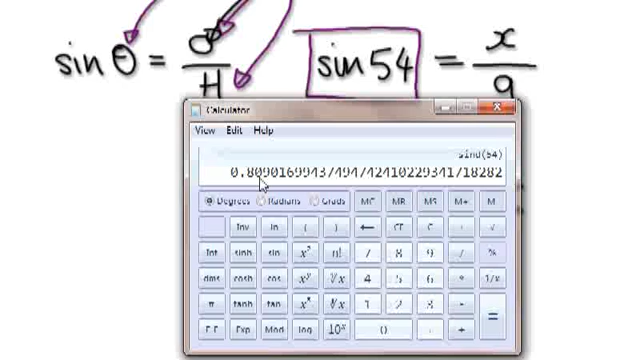 sin θ = O/H sin 54 = x/9
Calculator
View Edit Help
sind(54)
0.80901699437494742410229341718282
Degrees Radians Grads MC MR MS M+ M
Inv ln ( ) ← CE C
Int sinh sin x² n! 7 8 9 / %
dms cosh cos 4 5 6 * 1/x
π tanh tan 1 2 3 - =
F-E Exp Mod log 10ˣ 0 . +